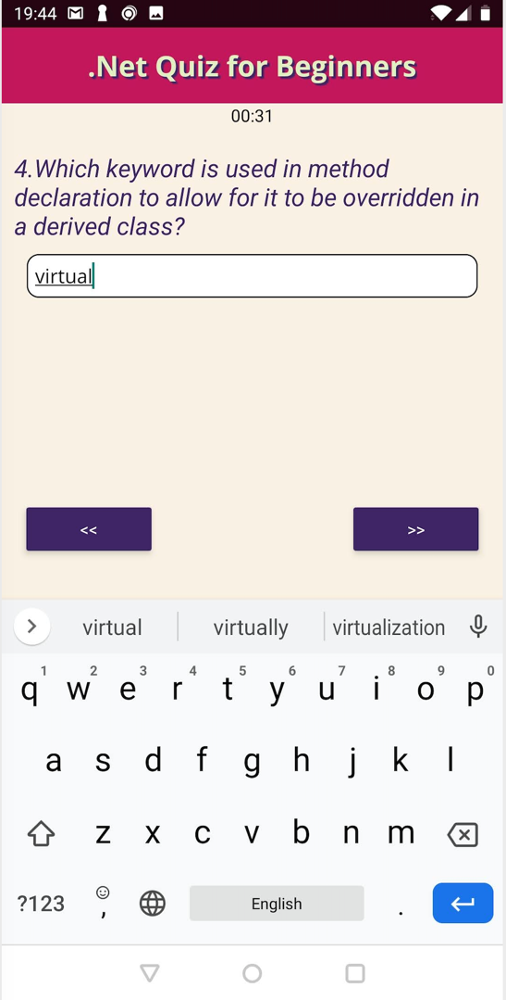 19:44
.Net Quiz for Beginners
00:31
4.Which keyword is used in method
declaration to allow for it to be overridden in
a derived class?
virtual
<< >>
virtual virtually virtualization
1 2 3 4 5 6 7 8 9 0
q w e r t y u i o p
a s d f g h j k l
z x c v b n m
?123 , English .